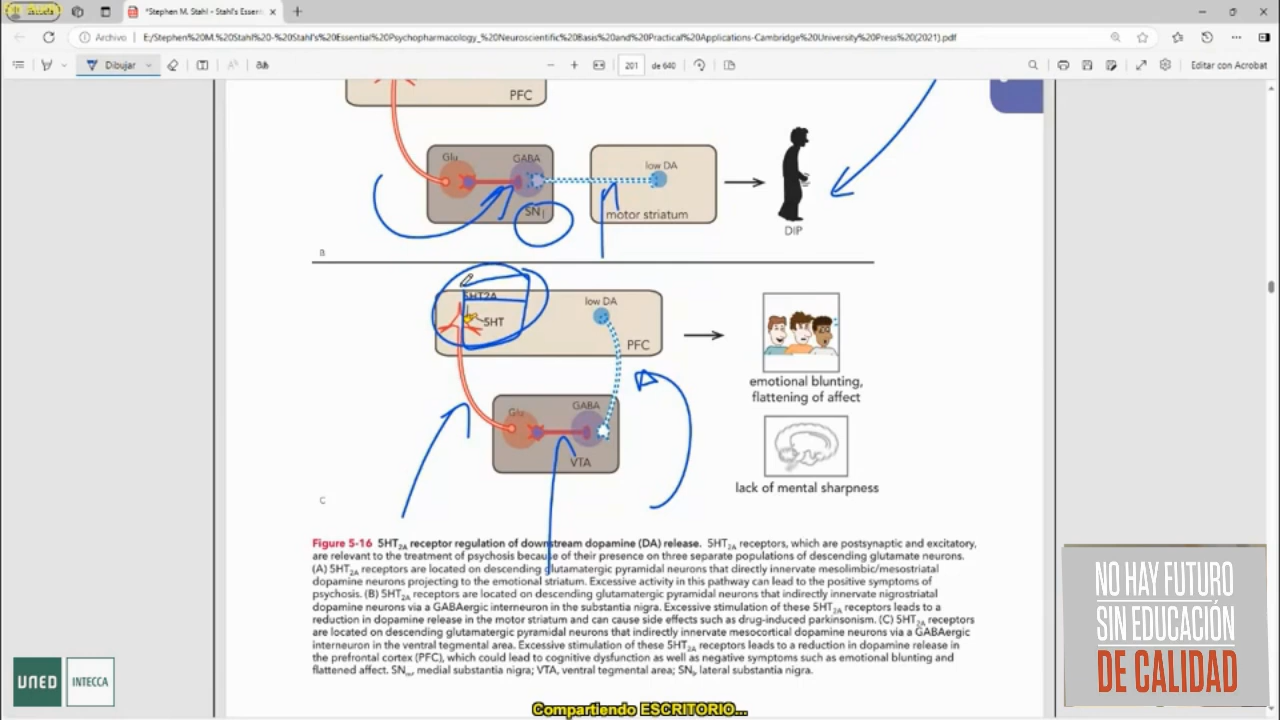 *Stephen M. Stahl - Stahl's Essen
Archivo
E:/Stephen%20M.%20Stahl%20-%20Stahl's%20Essential%20Psychopharmacology_%20Neuroscientific%20Basis%20and%20Practical%20Applications-Cambridge%20University%20Press%20(2021).pdf
Dibujar
201
de 640
Editar con Acrobat
PFC
Glu
GABA
low DA
SNl
motor striatum
DIP
B
5HT2A
low DA
5HT
PFC
emotional blunting,
flattening of affect
Glu
GABA
VTA
lack of mental sharpness
C
Figure 5-16 5HT2A receptor regulation of downstream dopamine (DA) release. 5HT2A receptors, which are postsynaptic and excitatory,
are relevant to the treatment of psychosis because of their presence on three separate populations of descending glutamate neurons.
(A) 5HT2A receptors are located on descending glutamatergic pyramidal neurons that directly innervate mesolimbic/mesostriatal
dopamine neurons projecting to the emotional striatum. Excessive activity in this pathway can lead to the positive symptoms of
psychosis. (B) 5HT2A receptors are located on descending glutamatergic pyramidal neurons that indirectly innervate nigrostriatal
dopamine neurons via a GABAergic interneuron in the substantia nigra. Excessive stimulation of these 5HT2A receptors leads to a
reduction in dopamine release in the motor striatum and can cause side effects such as drug-induced parkinsonism. (C) 5HT2A receptors
are located on descending glutamatergic pyramidal neurons that indirectly innervate mesocortical dopamine neurons via a GABAergic
interneuron in the ventral tegmental area. Excessive stimulation of these 5HT2A receptors leads to a reduction in dopamine release in
the prefrontal cortex (PFC), which could lead to cognitive dysfunction as well as negative symptoms such as emotional blunting and
flattened affect. SNm, medial substantia nigra; VTA, ventral tegmental area; SNl, lateral substantia nigra.
NO HAY FUTURO
SIN EDUCACIÓN
DE CALIDAD
UNED
INTECCA
Compartiendo ESCRITORIO...